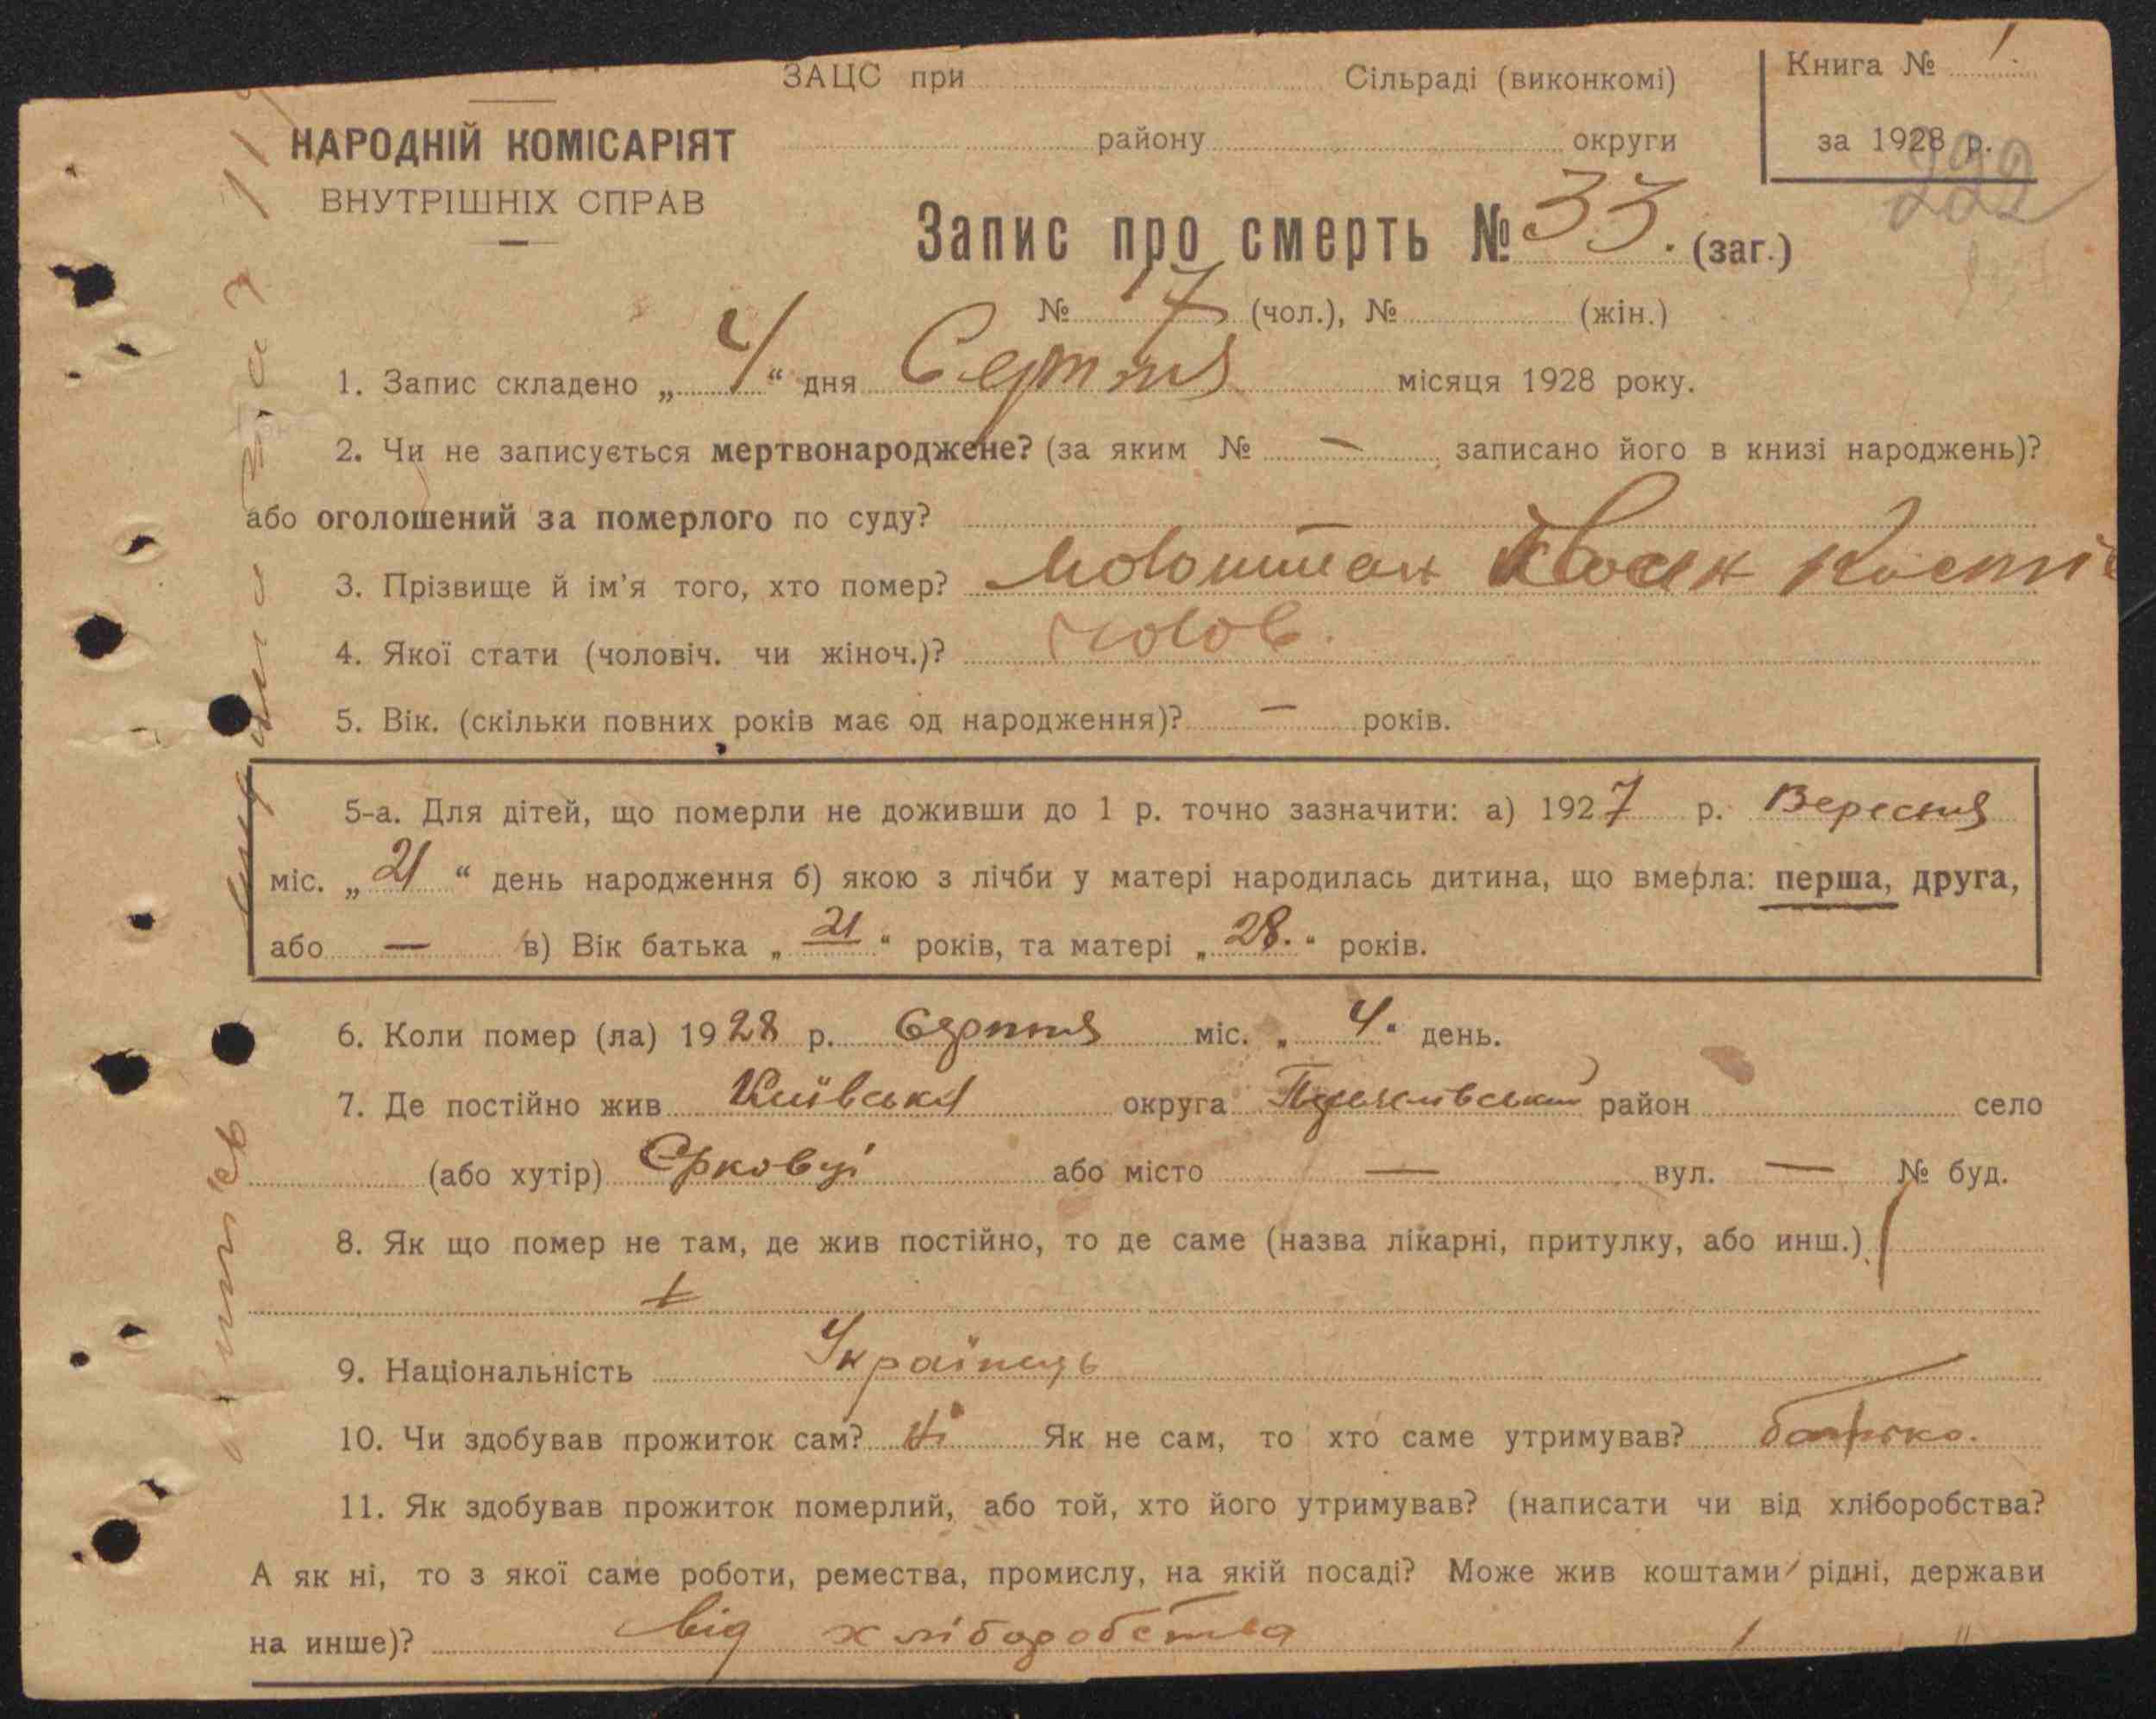 ЗАЦС при Сільраді (виконкомі)
Книга № 1
НАРОДНІЙ КОМІСАРІЯТ
району округи
за 1928 р.
ВНУТРІШНІХ СПРАВ
222
Запис про смерть № 33. (заг.)
№ 17 (чол.), № (жін.)
1. Запис складено „ 4 “ дня Серпня місяця 1928 року.
2. Чи не записується мертвонароджене? (за яким № — записано його в книзі народжень)?
або оголошений за померлого по суду?
3. Прізвище й ім'я того, хто помер?
4. Якої стати (чоловіч. чи жіноч.)? чолов.
5. Вік. (скільки повних років має од народження)? — років.
5-а. Для дітей, що померли не доживши до 1 р. точно зазначити: а) 1927 р. Вересня
міс. „ 21 “ день народження б) якою з лічби у матері народилась дитина, що вмерла: перша, друга,
або — в) Вік батька „ 21 “ років, та матері „ 28. “ років.
6. Коли помер (ла) 1928 р. Серпня міс. „ 4 “ день.
7. Де постійно жив Київська округа район село
(або хутір) Єрковці або місто — вул. — № буд.
8. Як що помер не там, де жив постійно, то де саме (назва лікарні, притулку, або инш.)
9. Національність Українець
10. Чи здобував прожиток сам? ні Як не сам, то хто саме утримував? батько.
11. Як здобував прожиток померлий, або той, хто його утримував? (написати чи від хліборобства?
А як ні, то з якої саме роботи, ремества, промислу, на якій посаді? Може жив коштами рідні, держави
на инше)? від хліборобства